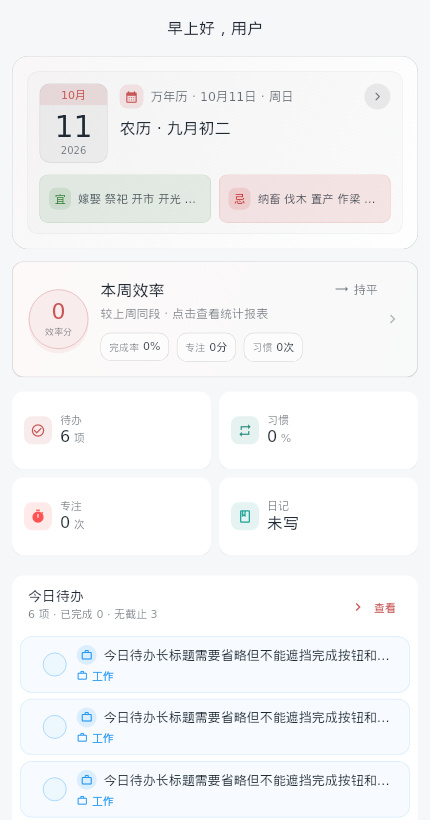 早上好，用户
10月
11
2026
万年历 · 10月11日 · 周日
农历 · 九月初二
宜 嫁娶 祭祀 开市 开光 ...
忌 纳畜 伐木 置产 作梁 ...
0
效率分
本周效率
持平
较上周同段 · 点击查看统计报表
完成率 0% 专注 0分 习惯 0次
待办
6 项
习惯
0 %
专注
0 次
日记
未写
今日待办
6 项 · 已完成 0 · 无截止 3
查看
今日待办长标题需要省略但不能遮挡完成按钮和...
工作
今日待办长标题需要省略但不能遮挡完成按钮和...
工作
今日待办长标题需要省略但不能遮挡完成按钮和...
工作